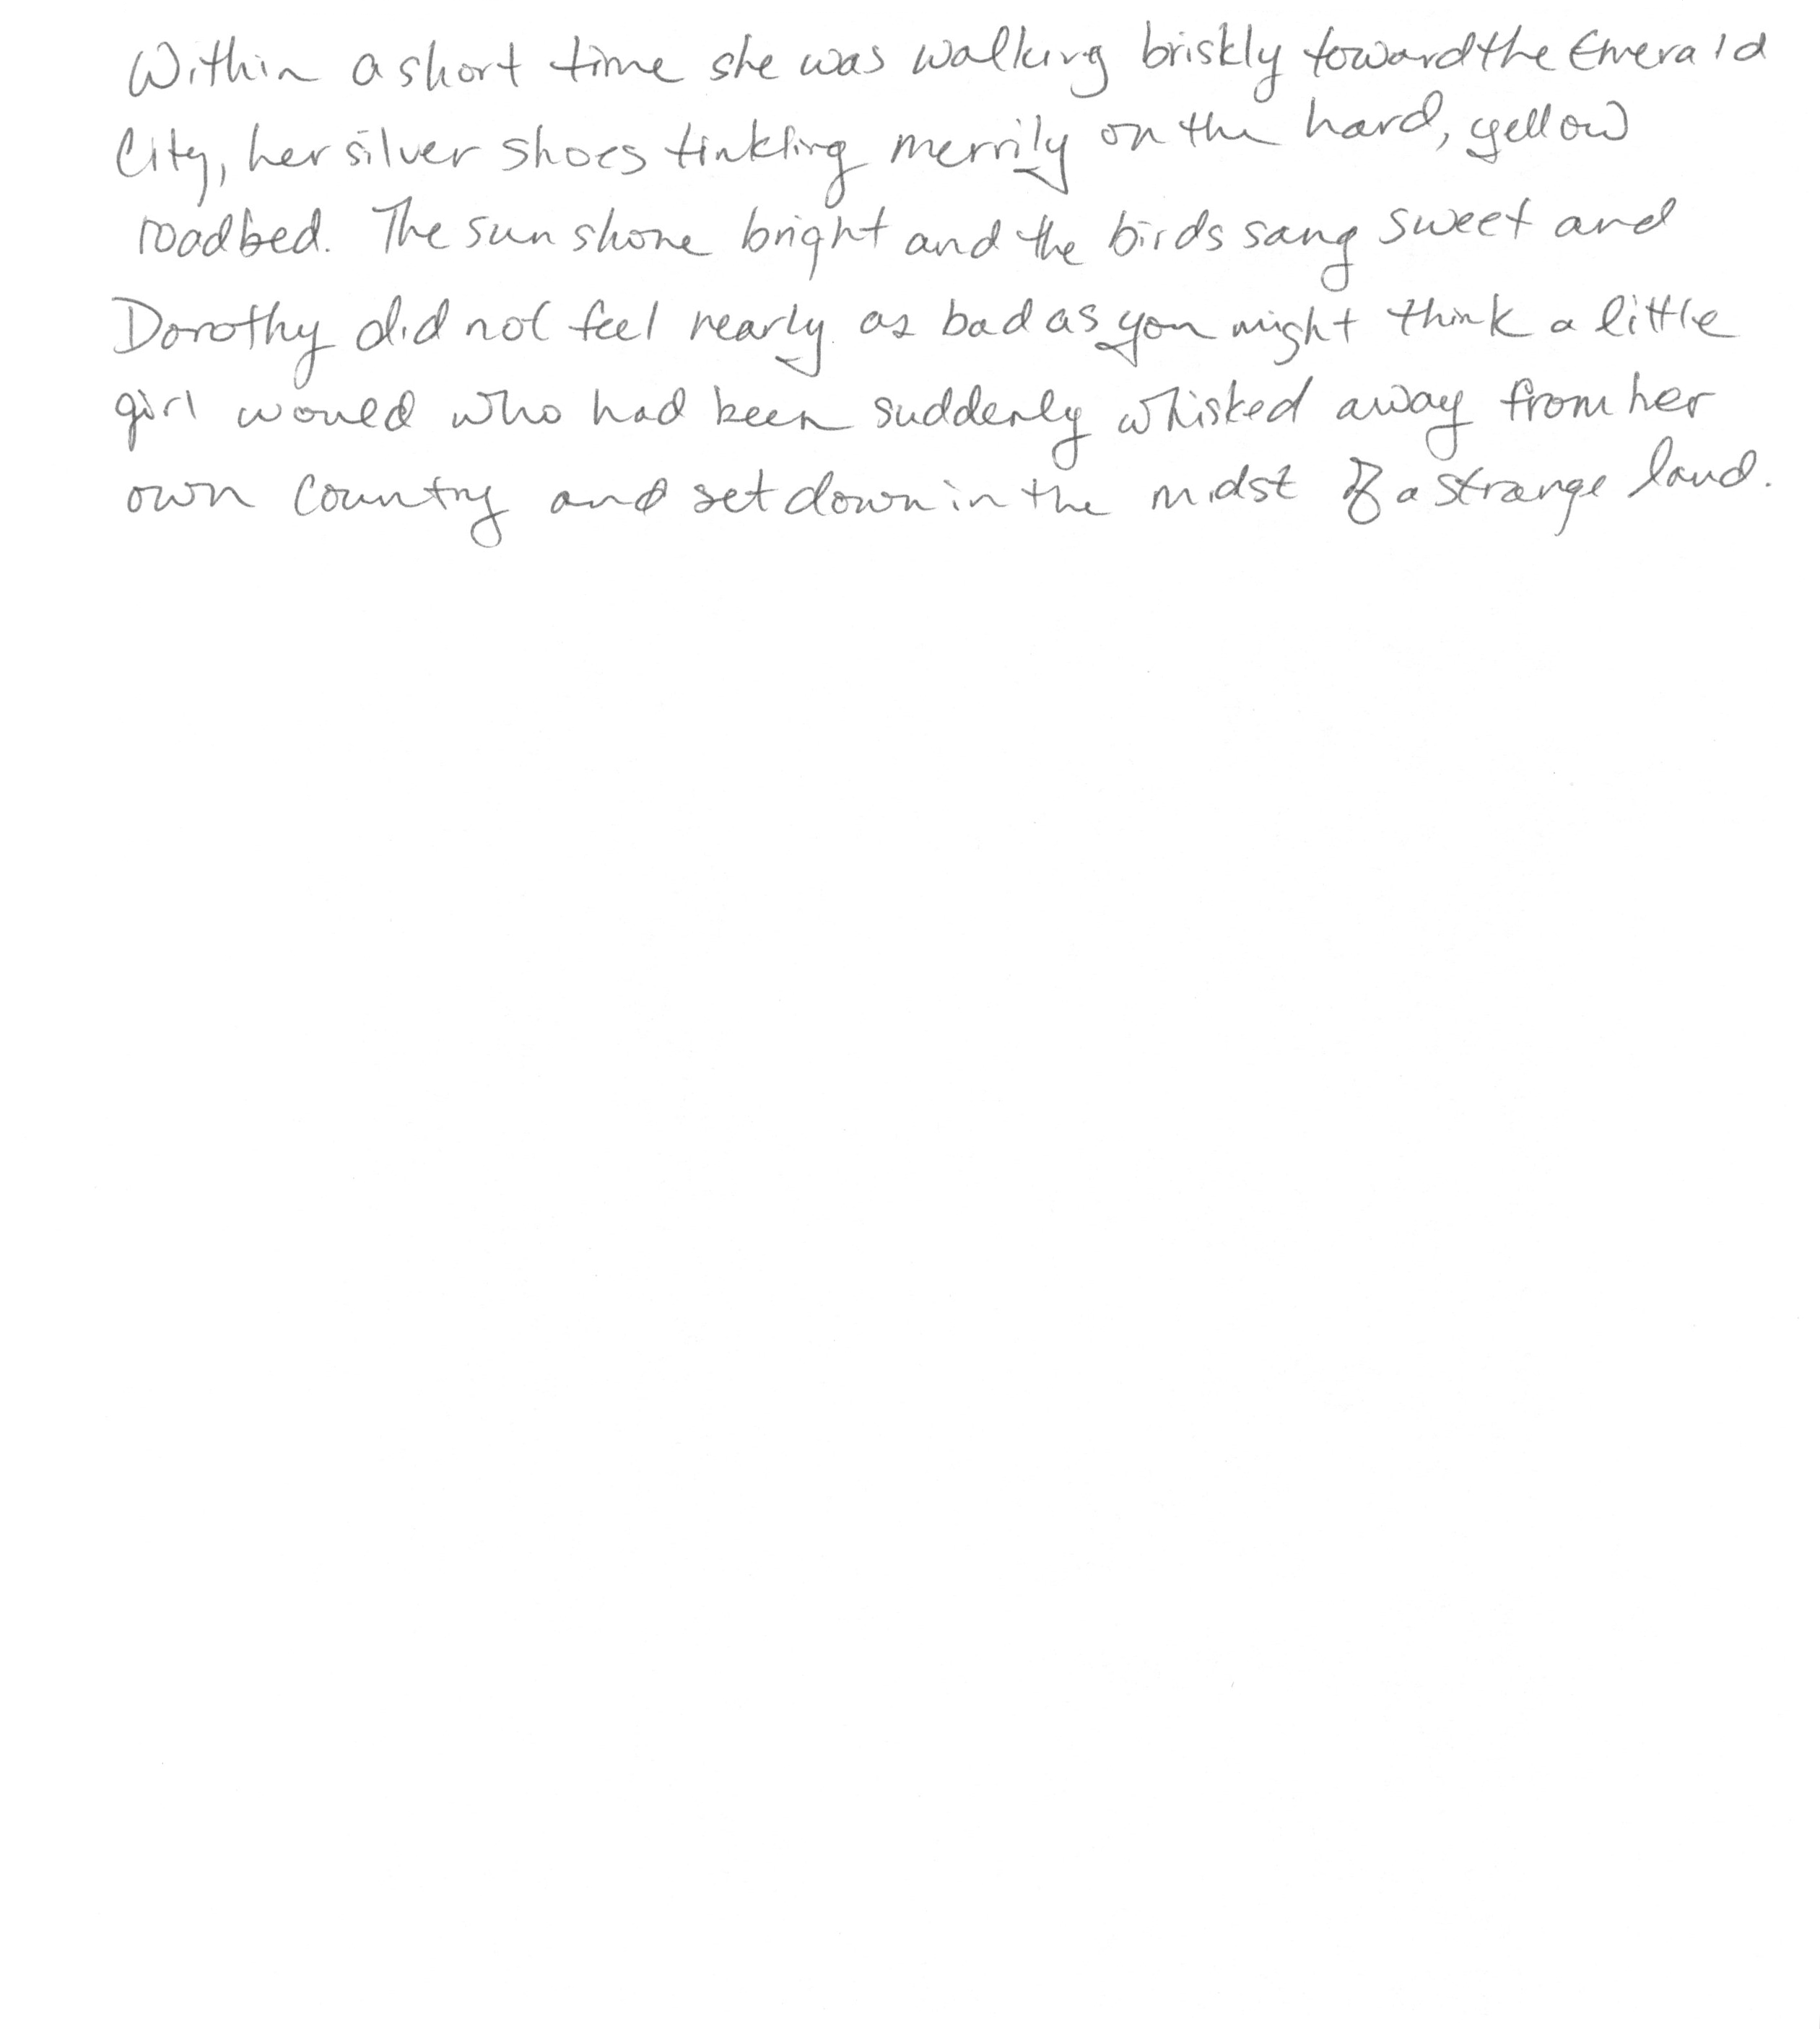 Within a short time she was walking briskly toward the Emerald
City, her silver shoes tinkling merrily on the hard, yellow
roadbed. The sun shone bright and the birds sang sweet and
Dorothy did not feel nearly as bad as you might think a little
girl would who had been suddenly whisked away from her
own country and set down in the midst of a strange land.